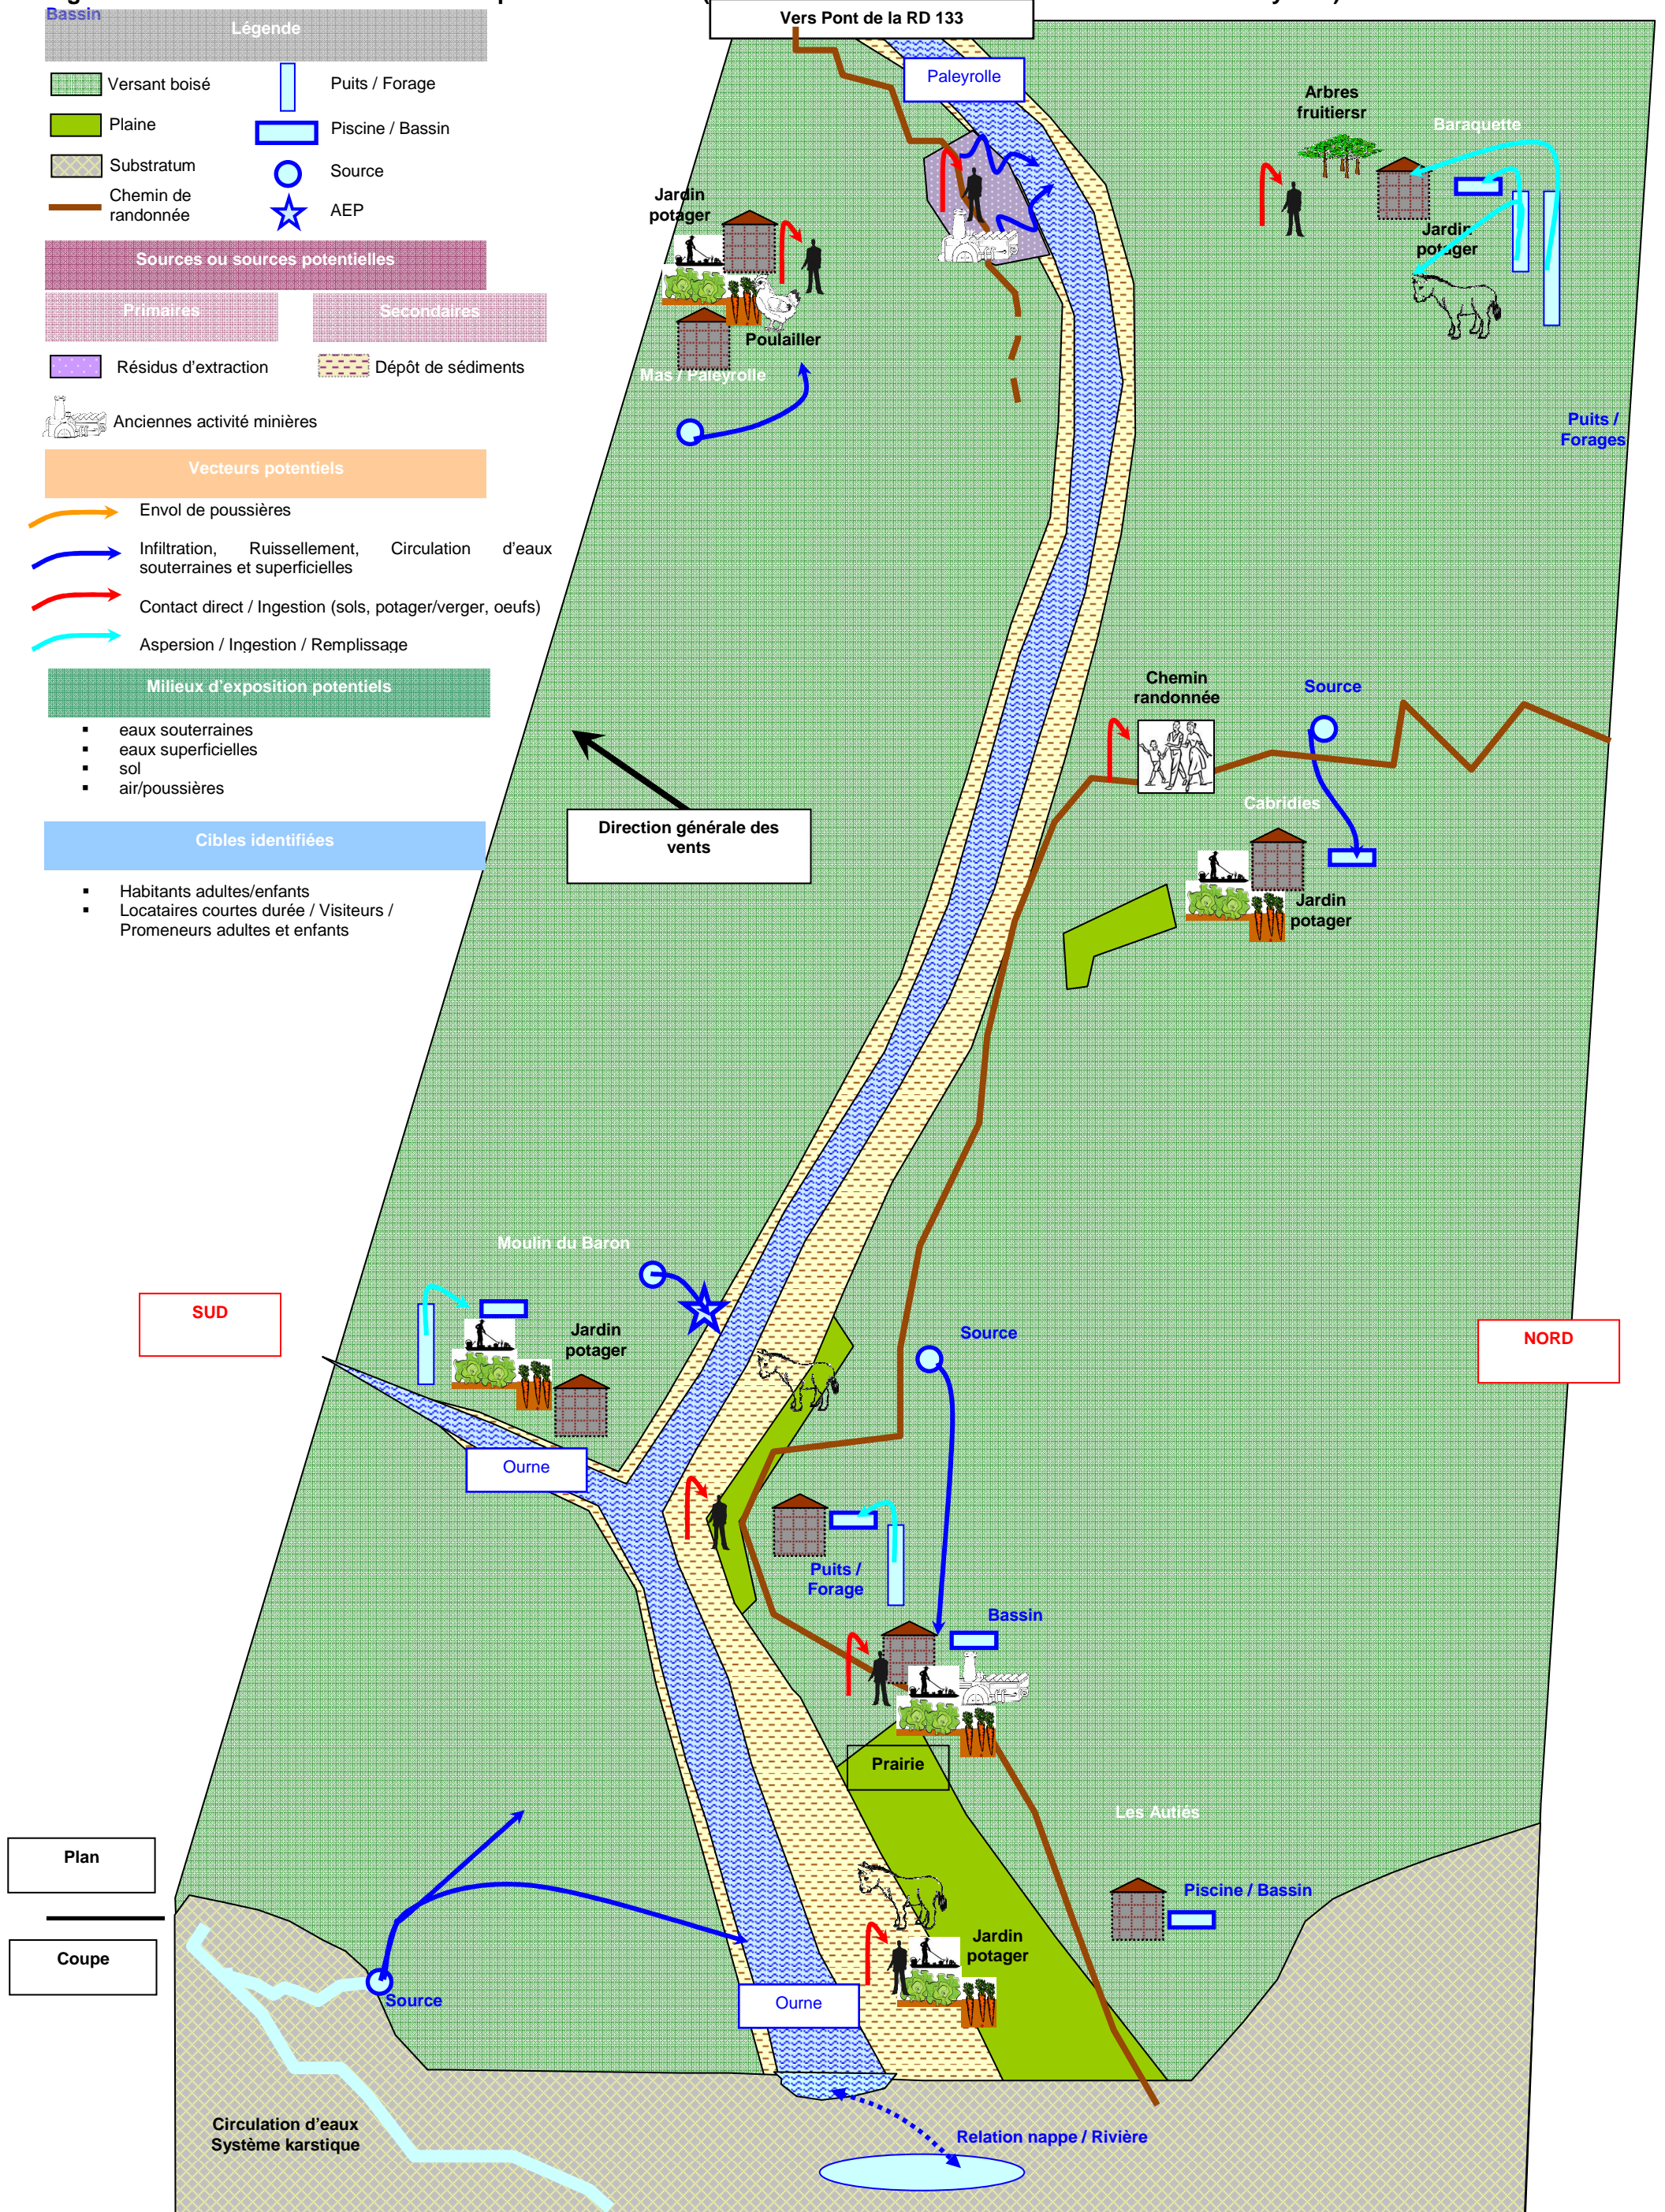 Bassin
Légende
Versant boisé
Puits / Forage
Plaine
Piscine / Bassin
Substratum
Source
Chemin de
randonnée
AEP
Sources ou sources potentielles
Primaires
Secondaires
Résidus d'extraction
Dépôt de sédiments
Anciennes activité minières
Vecteurs potentiels
Envol de poussières
Infiltration, Ruissellement, Circulation d'eaux
souterraines et superficielles
Contact direct / Ingestion (sols, potager/verger, oeufs)
Aspersion / Ingestion / Remplissage
Milieux d'exposition potentiels
▪ eaux souterraines
▪ eaux superficielles
▪ sol
▪ air/poussières
Cibles identifiées
▪ Habitants adultes/enfants
▪ Locataires courtes durée / Visiteurs /
Promeneurs adultes et enfants
Vers Pont de la RD 133
Paleyrolle
Arbres
fruitiersr
Baraquette
Jardin
potager
Jardin
potager
Poulailler
Mas / Paleyrolle
Puits /
Forages
Chemin
randonnée
Source
Cabridies
Direction générale des
vents
Jardin
potager
Moulin du Baron
SUD
Jardin
potager
Source
NORD
Ourne
Puits /
Forage
Bassin
Prairie
Les Autiés
Plan
Piscine / Bassin
Coupe
Jardin
potager
Source
Ourne
Circulation d'eaux
Système karstique
Relation nappe / Rivière